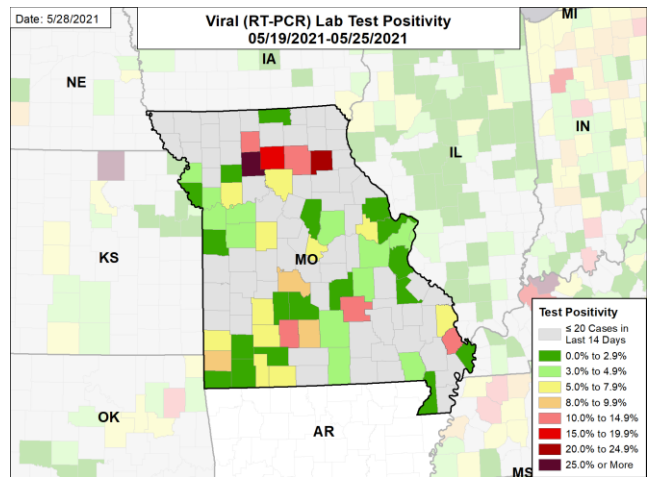 Date: 5/28/2021
Viral (RT-PCR) Lab Test Positivity
05/19/2021-05/25/2021
MI
NE
IA
IL
IN
KS
MO
OK
AR
MS
Test Positivity
≤ 20 Cases in
Last 14 Days
0.0% to 2.9%
3.0% to 4.9%
5.0% to 7.9%
8.0% to 9.9%
10.0% to 14.9%
15.0% to 19.9%
20.0% to 24.9%
25.0% or More